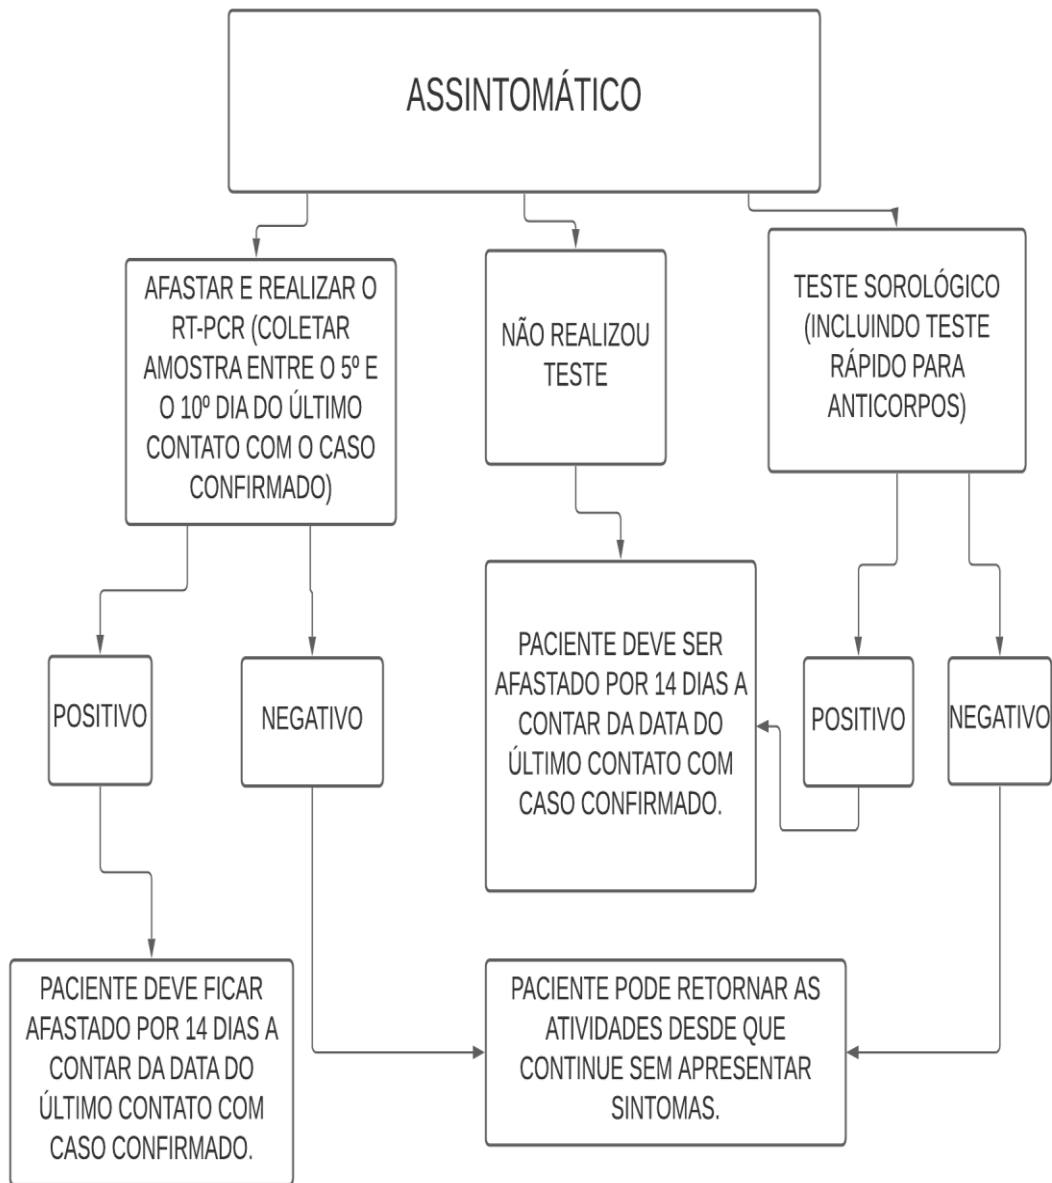 ASSINTOMÁTICO
AFASTAR E REALIZAR O
RT-PCR (COLETAR
AMOSTRA ENTRE O 5º E
O 10º DIA DO ÚLTIMO
CONTATO COM O CASO
CONFIRMADO)
NÃO REALIZOU
TESTE
TESTE SOROLÓGICO
(INCLUINDO TESTE
RÁPIDO PARA
ANTICORPOS)
POSITIVO
NEGATIVO
PACIENTE DEVE SER
AFASTADO POR 14 DIAS A
CONTAR DA DATA DO
ÚLTIMO CONTATO COM
CASO CONFIRMADO.
POSITIVO
NEGATIVO
PACIENTE DEVE FICAR
AFASTADO POR 14 DIAS A
CONTAR DA DATA DO
ÚLTIMO CONTATO COM
CASO CONFIRMADO.
PACIENTE PODE RETORNAR AS
ATIVIDADES DESDE QUE
CONTINUE SEM APRESENTAR
SINTOMAS.